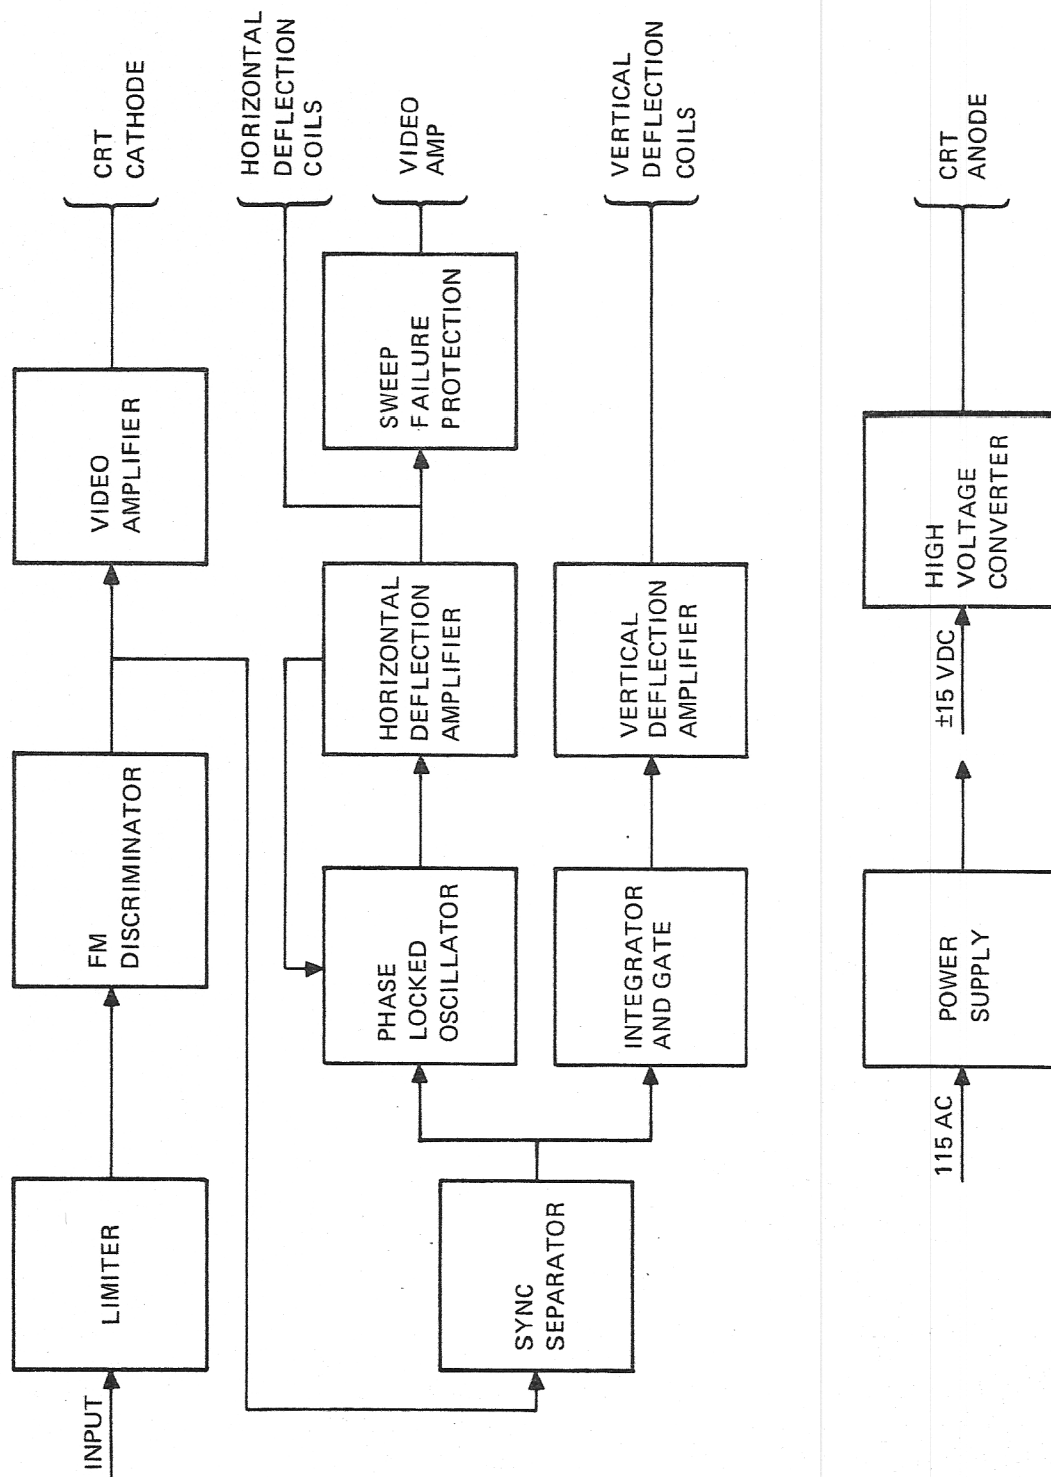 INPUT
LIMITER
FM
DISCRIMINATOR
VIDEO
AMPLIFIER
CRT
CATHODE
HORIZONTAL
DEFLECTION
COILS
SYNC
SEPARATOR
PHASE
LOCKED
OSCILLATOR
HORIZONTAL
DEFLECTION
AMPLIFIER
SWEEP
FAILURE
PROTECTION
VIDEO
AMP
INTEGRATOR
AND GATE
VERTICAL
DEFLECTION
AMPLIFIER
VERTICAL
DEFLECTION
COILS
115 AC
POWER
SUPPLY
±15 VDC
HIGH
VOLTAGE
CONVERTER
CRT
ANODE